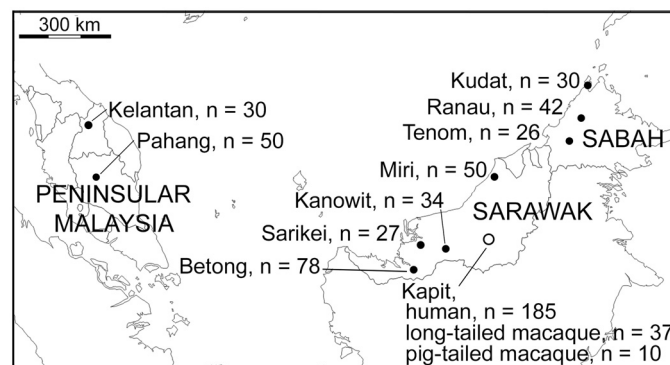 300 km
Kelantan, n = 30
Pahang, n = 50
PENINSULAR
MALAYSIA
Kudat, n = 30
Ranau, n = 42
Tenom, n = 26
SABAH
Miri, n = 50
Kanowit, n = 34
SARAWAK
Sarikei, n = 27
Betong, n = 78
Kapit,
human, n = 185
long-tailed macaque, n = 37
pig-tailed macaque, n = 10